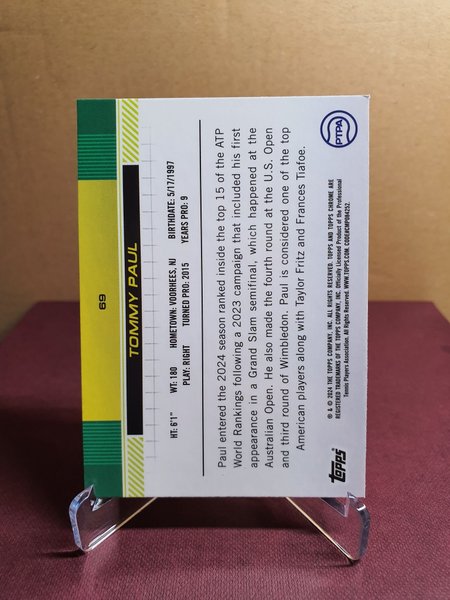 69
TOMMY PAUL
HT: 6'1" WT: 180 HOMETOWN: VOORHEES, NJ BIRTHDATE: 5/17/1997
PLAY: RIGHT TURNED PRO: 2015 YEARS PRO: 9
Paul entered the 2024 season ranked inside the top 15 of the ATP
World Rankings following a 2023 campaign that included his first
appearance in a Grand Slam semifinal, which happened at the
Australian Open. He also made the fourth round at the U.S. Open
and third round of Wimbledon. Paul is considered one of the top
American players along with Taylor Fritz and Frances Tiafoe.
PTPA
topps
® & © 2024 THE TOPPS COMPANY, INC. ALL RIGHTS RESERVED. TOPPS AND TOPPS CHROME ARE
REGISTERED TRADEMARKS OF THE TOPPS COMPANY, INC. Officially Licensed Product of the Professional
Tennis Players Association. All Rights Reserved. WWW.TOPPS.COM.